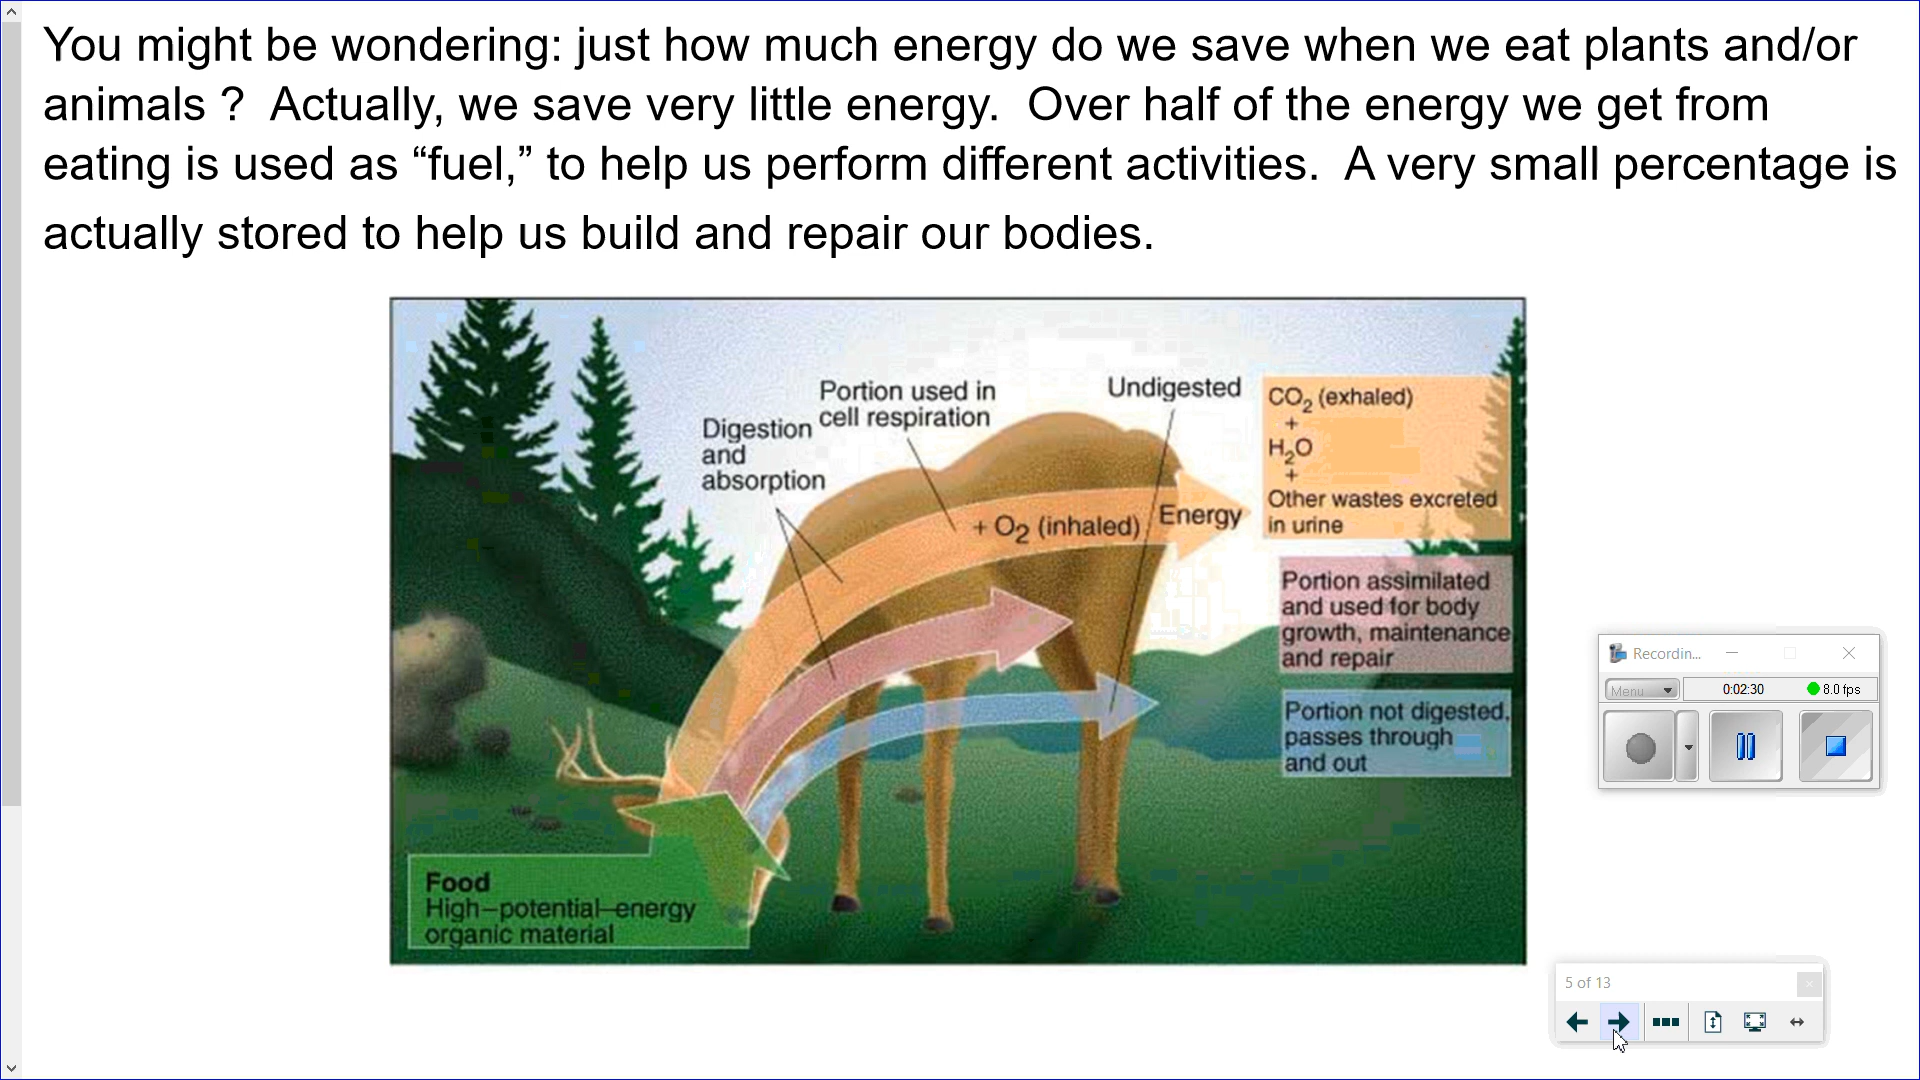 You might be wondering: just how much energy do we save when we eat plants and/or
animals ?  Actually, we save very little energy.  Over half of the energy we get from
eating is used as “fuel,” to help us perform different activities.  A very small percentage is
actually stored to help us build and repair our bodies.
Portion used in
cell respiration
Digestion
and
absorption
Undigested
+ O2 (inhaled)
Energy
CO2 (exhaled)
+
H2O
+
Other wastes excreted
in urine
Portion assimilated
and used for body
growth, maintenance
and repair
Portion not digested,
passes through
and out
Food
High–potential–energy
organic material
Recordin...
Menu
0:02:30
8.0 fps
5 of 13